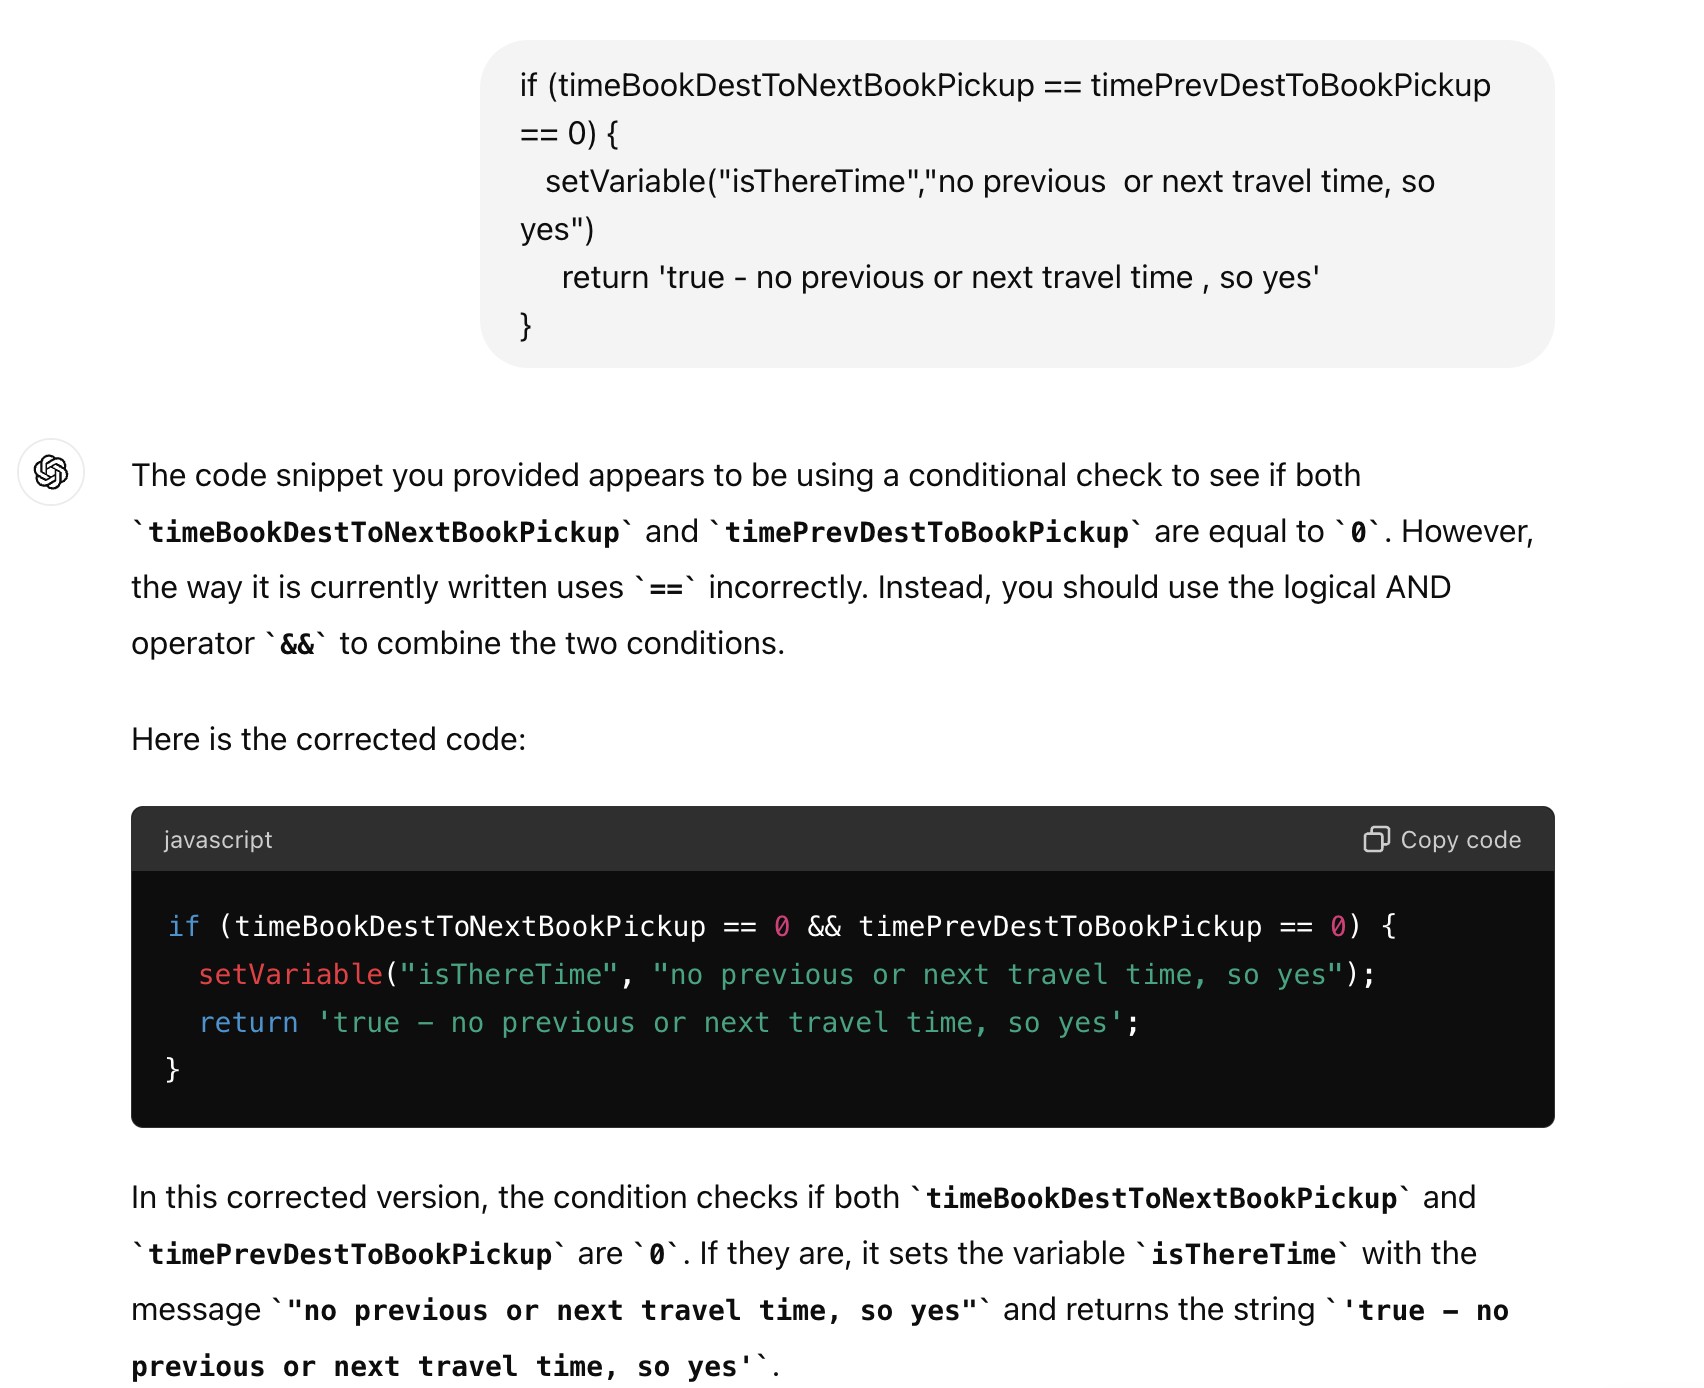 if (timeBookDestToNextBookPickup == timePrevDestToBookPickup
== 0) {
setVariable("isThereTime","no previous  or next travel time, so
yes")
return 'true - no previous or next travel time , so yes'
}
The code snippet you provided appears to be using a conditional check to see if both
`timeBookDestToNextBookPickup` and `timePrevDestToBookPickup` are equal to `0`. However,
the way it is currently written uses `==` incorrectly. Instead, you should use the logical AND
operator `&&` to combine the two conditions.
Here is the corrected code:
javascript
Copy code
if (timeBookDestToNextBookPickup == 0 && timePrevDestToBookPickup == 0) {
setVariable("isThereTime", "no previous or next travel time, so yes");
return 'true – no previous or next travel time, so yes';
}
In this corrected version, the condition checks if both `timeBookDestToNextBookPickup` and
`timePrevDestToBookPickup` are `0`. If they are, it sets the variable `isThereTime` with the
message `"no previous or next travel time, so yes"` and returns the string `'true – no
previous or next travel time, so yes'`.